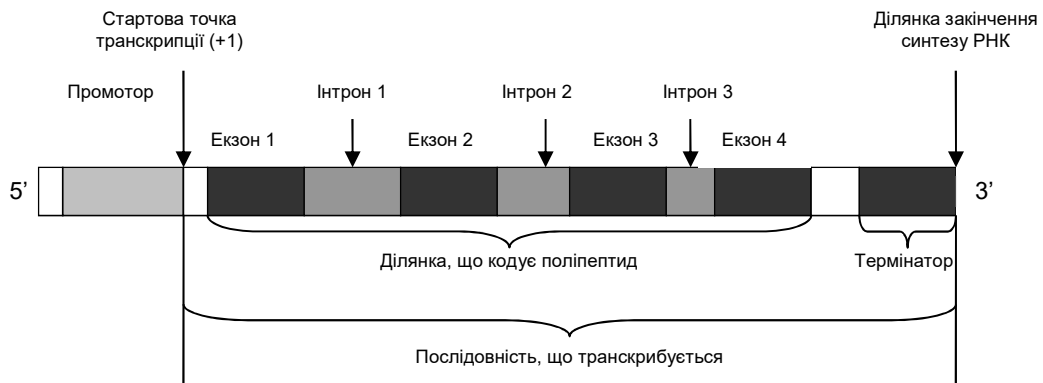 Стартова точка
транскрипції (+1)
Ділянка закінчення
синтезу РНК
Промотор
Інтрон 1
Інтрон 2
Інтрон 3
Екзон 1
Екзон 2
Екзон 3
Екзон 4
5’
3’
Ділянка, що кодує поліпептид
Термінатор
Послідовність, що транскрибується